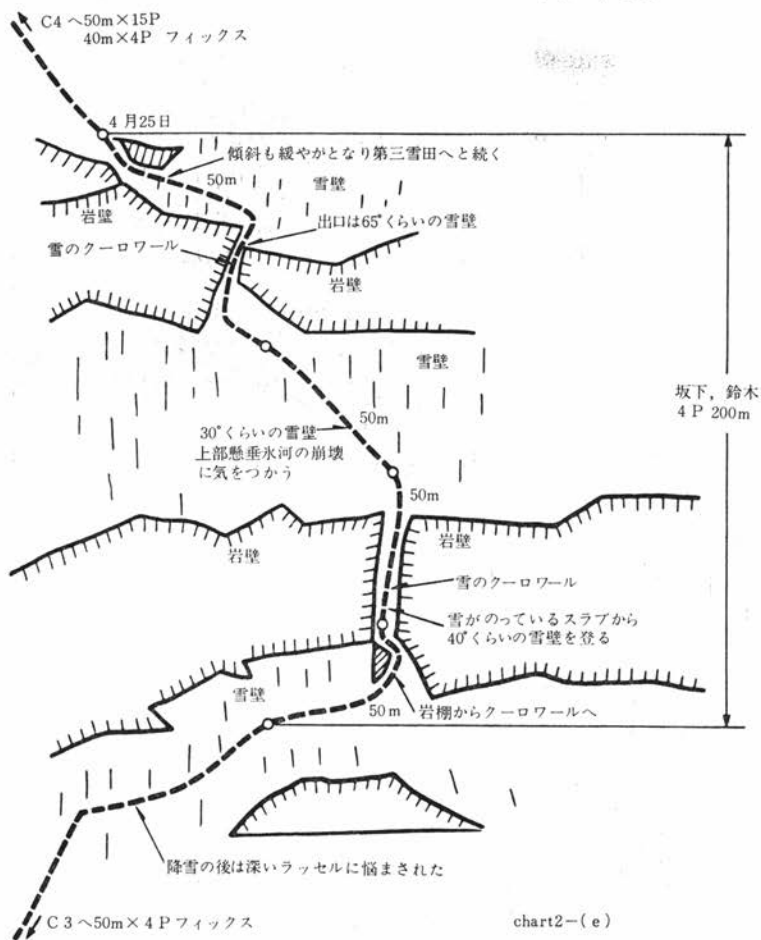 C4へ50m×15P
40m×4P フィックス
4月25日
傾斜も緩やかとなり第三雪田へと続く
50m
雪壁
岩壁
出口は65°くらいの雪壁
雪のクーロワール
岩壁
雪壁
坂下,鈴木
4P 200m
50m
30°くらいの雪壁
上部懸垂氷河の崩壊
に気をつかう
50m
岩壁
岩壁
雪のクーロワール
雪がのっているスラブから
40°くらいの雪壁を登る
雪壁
50m
岩棚からクーロワールへ
降雪の後は深いラッセルに悩まされた
C3へ50m×4Pフィックス
chart2-(e)